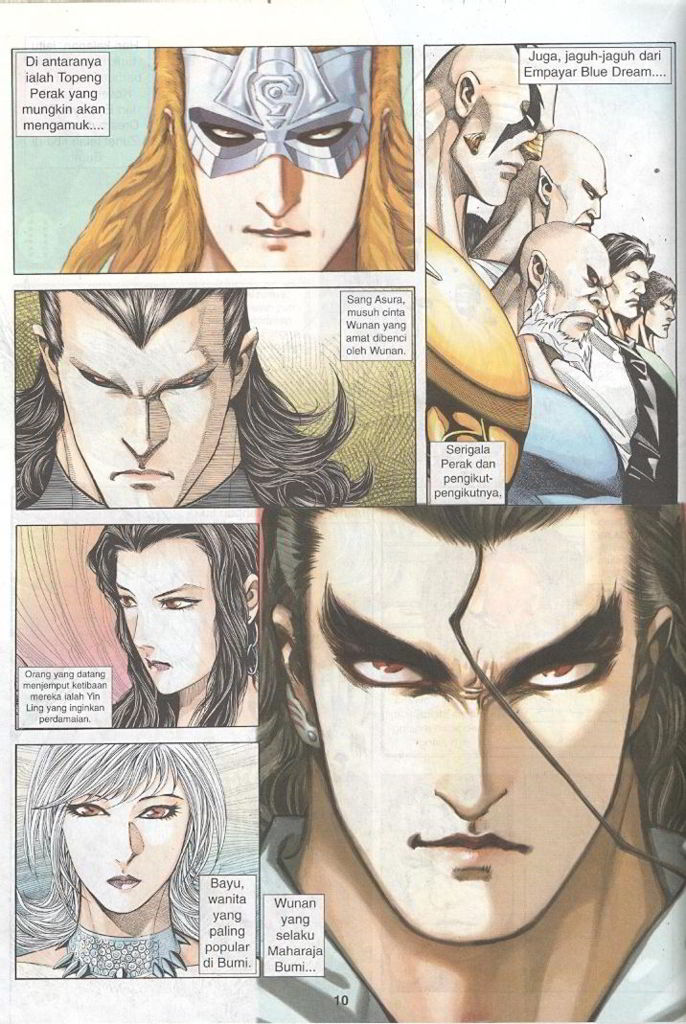 Di antaranya
ialah Topeng
Perak yang
mungkin akan
mengamuk....
Juga, jaguh-jaguh dari
Empayar Blue Dream....
Sang Asura,
musuh cinta
Wunan yang
amat dibenci
oleh Wunan.
Serigala
Perak dan
pengikut-
pengikutnya,
Orang yang datang
menjemput ketibaan
mereka ialah Yin
Ling yang inginkan
perdamaian.
Bayu,
wanita
yang
paling
popular
di Bumi.
Wunan
yang
selaku
Maharaja
Bumi...
10